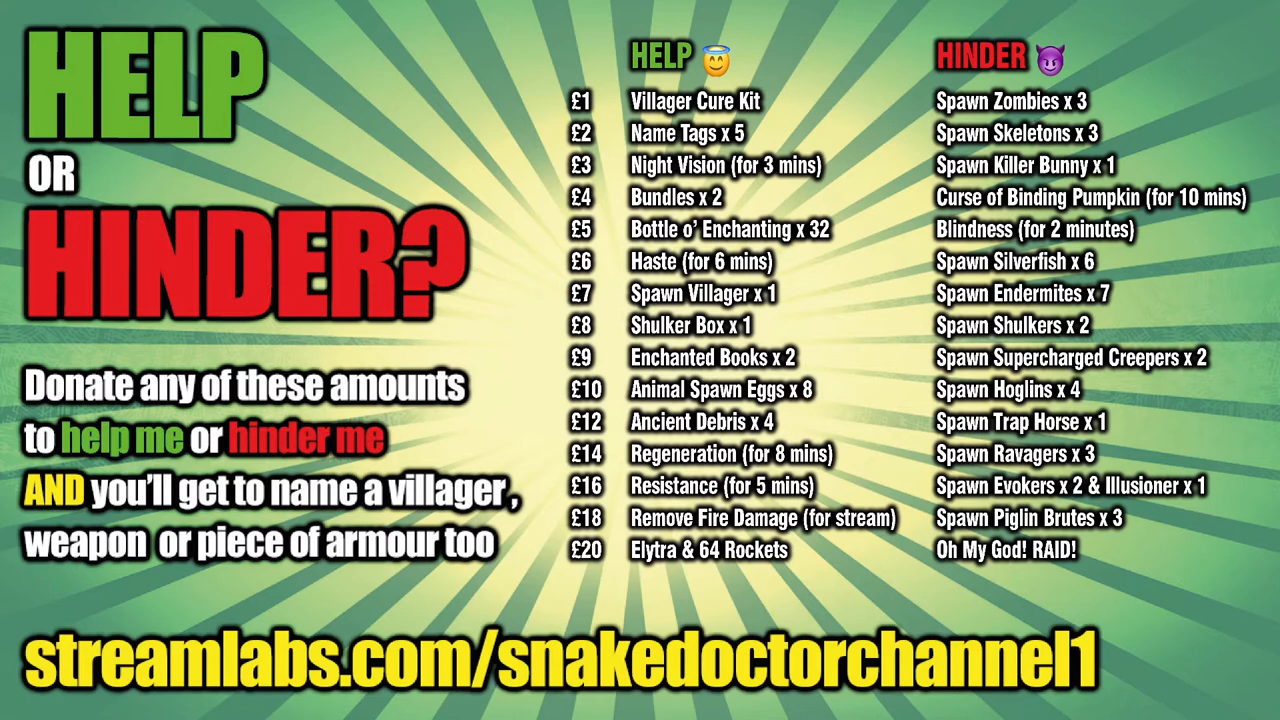 HELP
OR
HINDER?
Donate any of these amounts
to help me or hinder me
AND you'll get to name a villager ,
weapon or piece of armour too
HELP 😇 HINDER 😈
£1 Villager Cure Kit Spawn Zombies x 3
£2 Name Tags x 5 Spawn Skeletons x 3
£3 Night Vision (for 3 mins) Spawn Killer Bunny x 1
£4 Bundles x 2 Curse of Binding Pumpkin (for 10 mins)
£5 Bottle o' Enchanting x 32 Blindness (for 2 minutes)
£6 Haste (for 6 mins) Spawn Silverfish x 6
£7 Spawn Villager x 1 Spawn Endermites x 7
£8 Shulker Box x 1 Spawn Shulkers x 2
£9 Enchanted Books x 2 Spawn Supercharged Creepers x 2
£10 Animal Spawn Eggs x 8 Spawn Hoglins x 4
£12 Ancient Debris x 4 Spawn Trap Horse x 1
£14 Regeneration (for 8 mins) Spawn Ravagers x 3
£16 Resistance (for 5 mins) Spawn Evokers x 2 & Illusioner x 1
£18 Remove Fire Damage (for stream) Spawn Piglin Brutes x 3
£20 Elytra & 64 Rockets Oh My God! RAID!
streamlabs.com/snakedoctorchannel1